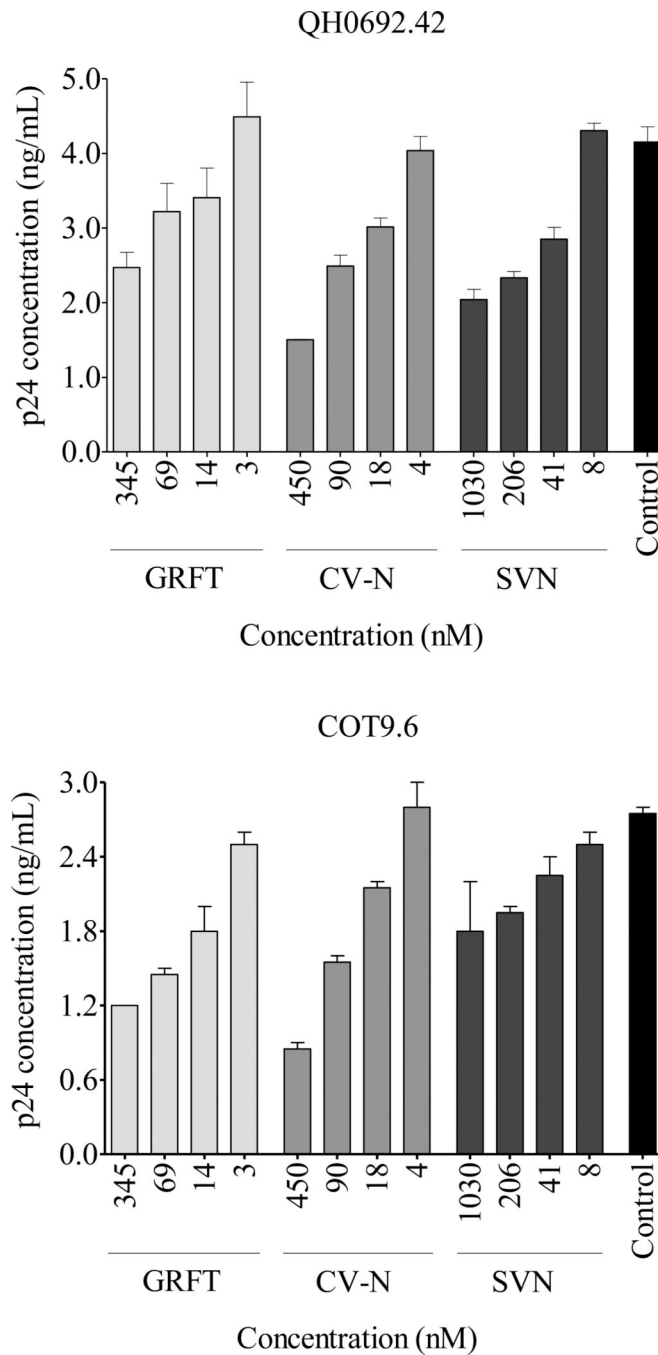 QH0692.42
p24 concentration (ng/mL)
5.0
4.0
3.0
2.0
1.0
0.0
345 69 14 3 450 90 18 4 1030 206 41 8 Control
GRFT CV-N SVN
Concentration (nM)
COT9.6
p24 concentration (ng/mL)
3.0
2.4
1.8
1.2
0.6
0.0
345 69 14 3 450 90 18 4 1030 206 41 8 Control
GRFT CV-N SVN
Concentration (nM)